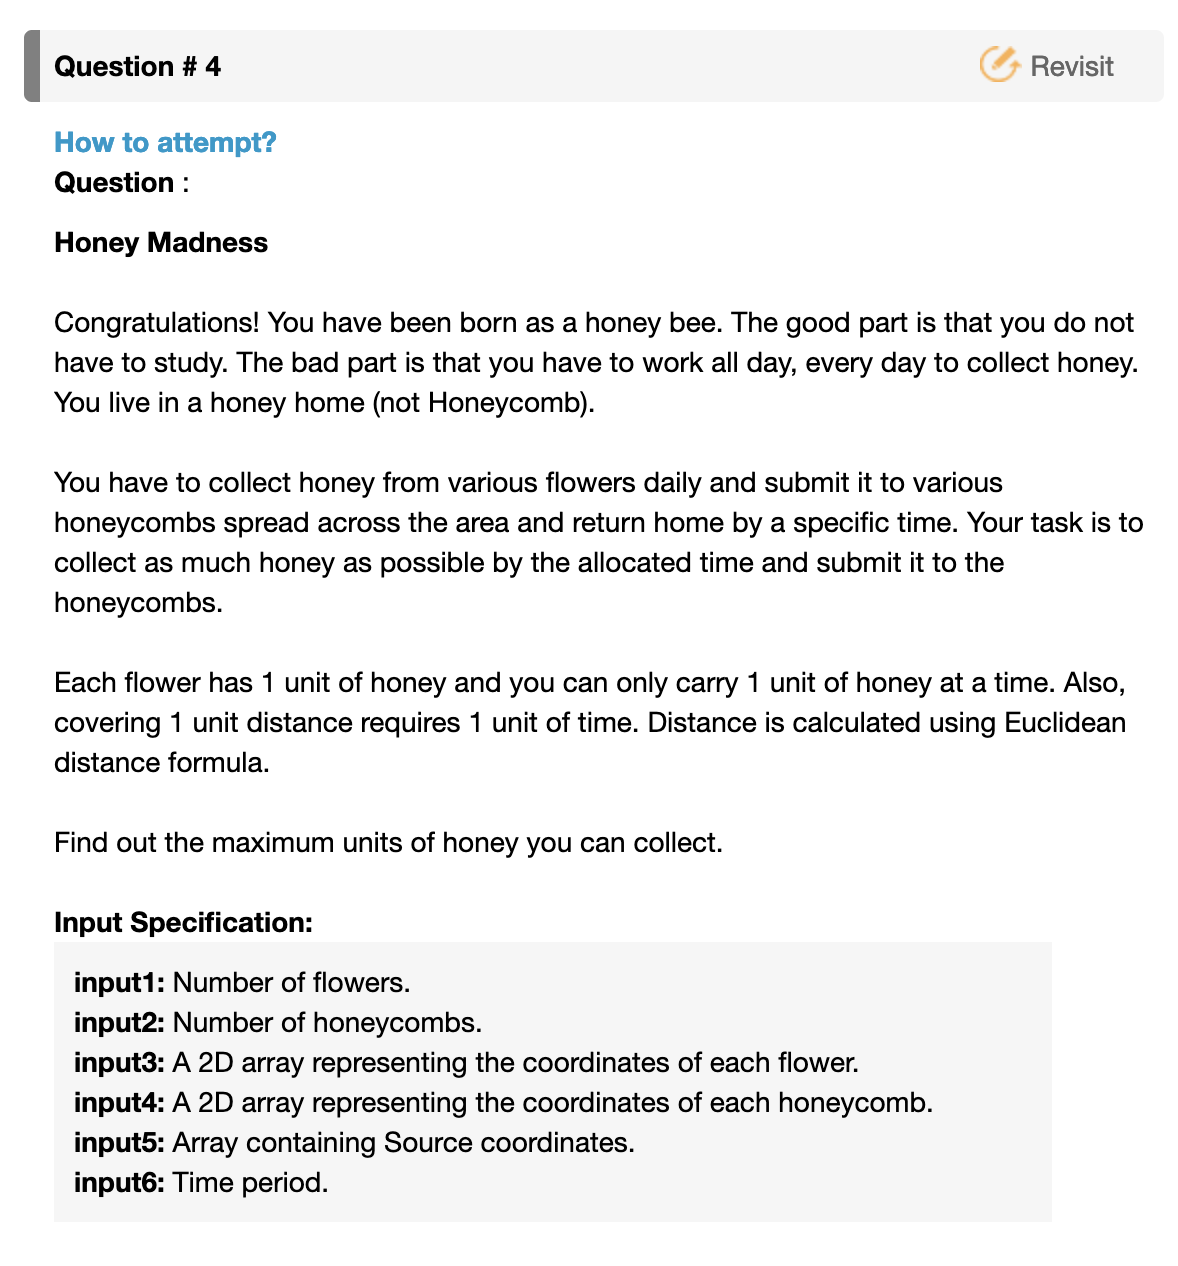 Question # 4
Revisit
How to attempt?
Question :
Honey Madness
Congratulations! You have been born as a honey bee. The good part is that you do not
have to study. The bad part is that you have to work all day, every day to collect honey.
You live in a honey home (not Honeycomb).
You have to collect honey from various flowers daily and submit it to various
honeycombs spread across the area and return home by a specific time. Your task is to
collect as much honey as possible by the allocated time and submit it to the
honeycombs.
Each flower has 1 unit of honey and you can only carry 1 unit of honey at a time. Also,
covering 1 unit distance requires 1 unit of time. Distance is calculated using Euclidean
distance formula.
Find out the maximum units of honey you can collect.
Input Specification:
input1: Number of flowers.
input2: Number of honeycombs.
input3: A 2D array representing the coordinates of each flower.
input4: A 2D array representing the coordinates of each honeycomb.
input5: Array containing Source coordinates.
input6: Time period.